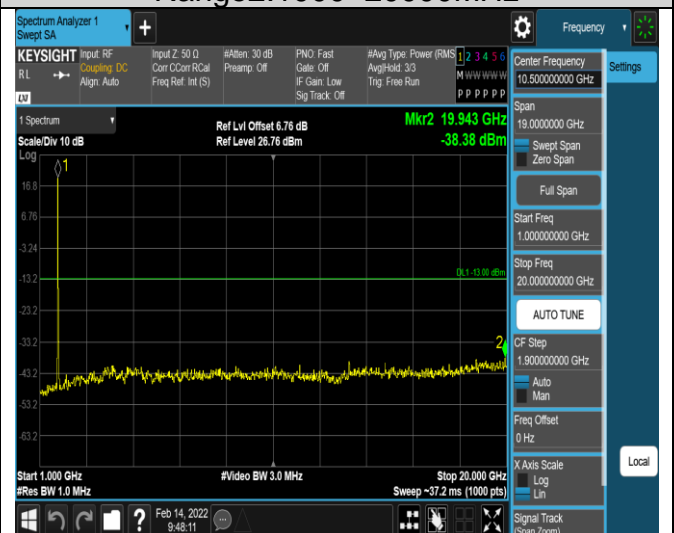 Spectrum Analyzer 1
Swept SA
+
Frequency
KEYSIGHT
RL
LXI
Input: RF
Coupling: DC
Align: Auto
Input Z: 50 Ω
Corr CCorr RCal
Freq Ref: Int (S)
#Atten: 30 dB
Preamp: Off
PNO: Fast
Gate: Off
IF Gain: Low
Sig Track: Off
#Avg Type: Power (RMS
Avg|Hold: 3/3
Trig: Free Run
1 2 3 4 5 6
M W W W W W
P P P P P P
1 Spectrum
Scale/Div 10 dB
Log
Ref Lvl Offset 6.76 dB
Ref Level 26.76 dBm
Mkr2 19.943 GHz
-38.38 dBm
1
16.8
6.76
-3.24
-13.2
DL1 -13.00 dBm
-23.2
-33.2
2
-43.2
-53.2
-63.2
Start 1.000 GHz
#Res BW 1.0 MHz
#Video BW 3.0 MHz
Stop 20.000 GHz
Sweep ~37.2 ms (1000 pts)
Center Frequency
10.500000000 GHz
Span
19.0000000 GHz
Swept Span
Zero Span
Full Span
Start Freq
1.000000000 GHz
Stop Freq
20.000000000 GHz
AUTO TUNE
CF Step
1.900000000 GHz
Auto
Man
Freq Offset
0 Hz
X Axis Scale
Log
Lin
Signal Track
(Span Zoom)
Settings
Local
?
Feb 14, 2022
9:48:11